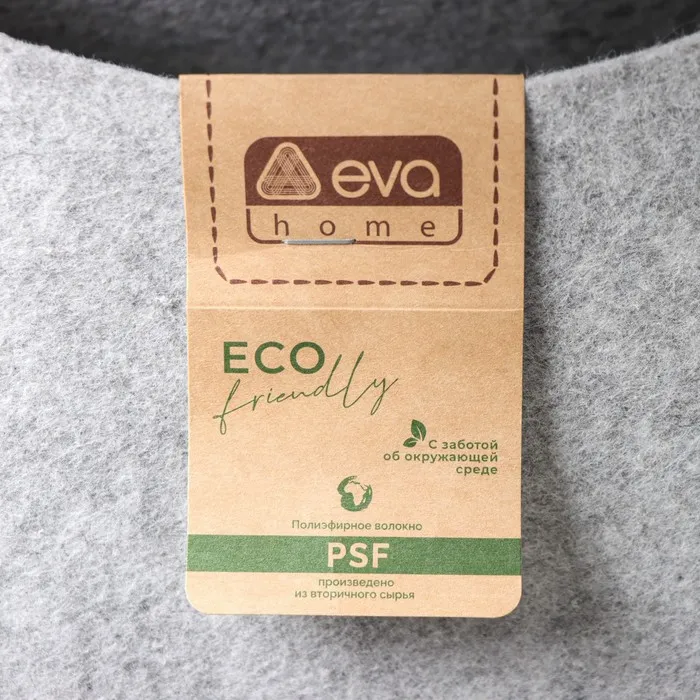 eva
home
ECO
friendly
С заботой
об окружающей
среде
Полиэфирное волокно
PSF
произведено
из вторичного сырья